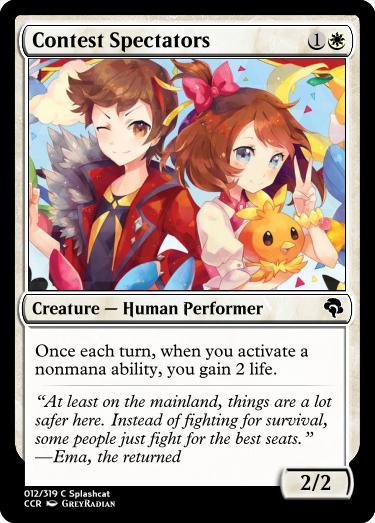 Contest Spectators 1
Creature — Human Performer
Once each turn, when you activate a
nonmana ability, you gain 2 life.
“At least on the mainland, things are a lot
safer here. Instead of fighting for survival,
some people just fight for the best seats.”
—Ema, the returned
2/2
012/319 C Splashcat
CCR GreyRadian